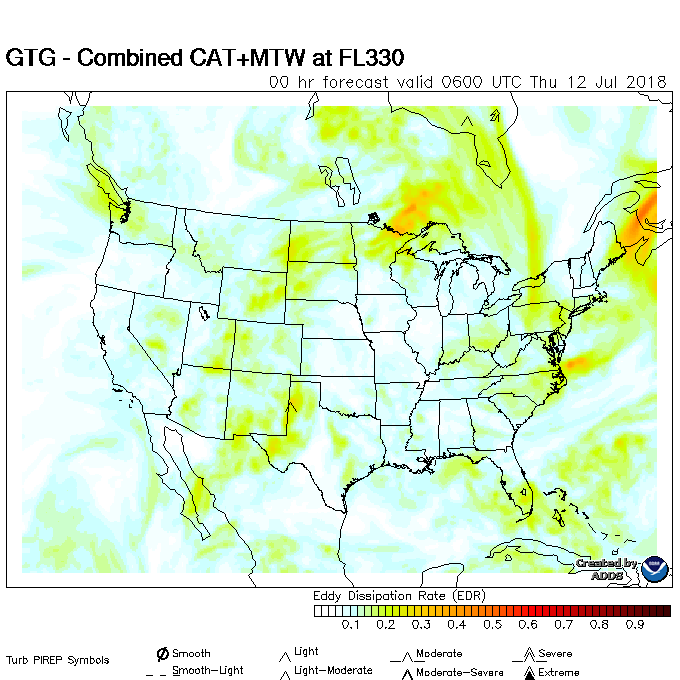 GTG - Combined CAT+MTW at FL330
00 hr forecast valid 0600 UTC Thu 12 Jul 2018
Created by
ADDS
Eddy Dissipation Rate (EDR)
0.1 0.2 0.3 0.4 0.5 0.6 0.7 0.8 0.9
Turb PIREP Symbols
Smooth Light Moderate Severe
Smooth-Light Light-Moderate Moderate-Severe Extreme